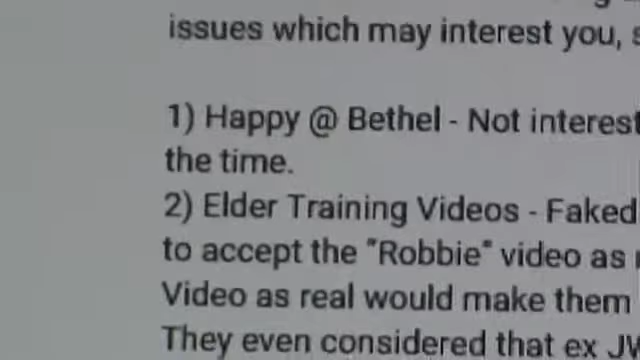 issues which may interest you,
1) Happy @ Bethel - Not interest
the time.
2) Elder Training Videos - Faked
to accept the "Robbie" video as
Video as real would make them
They even considered that ex JW